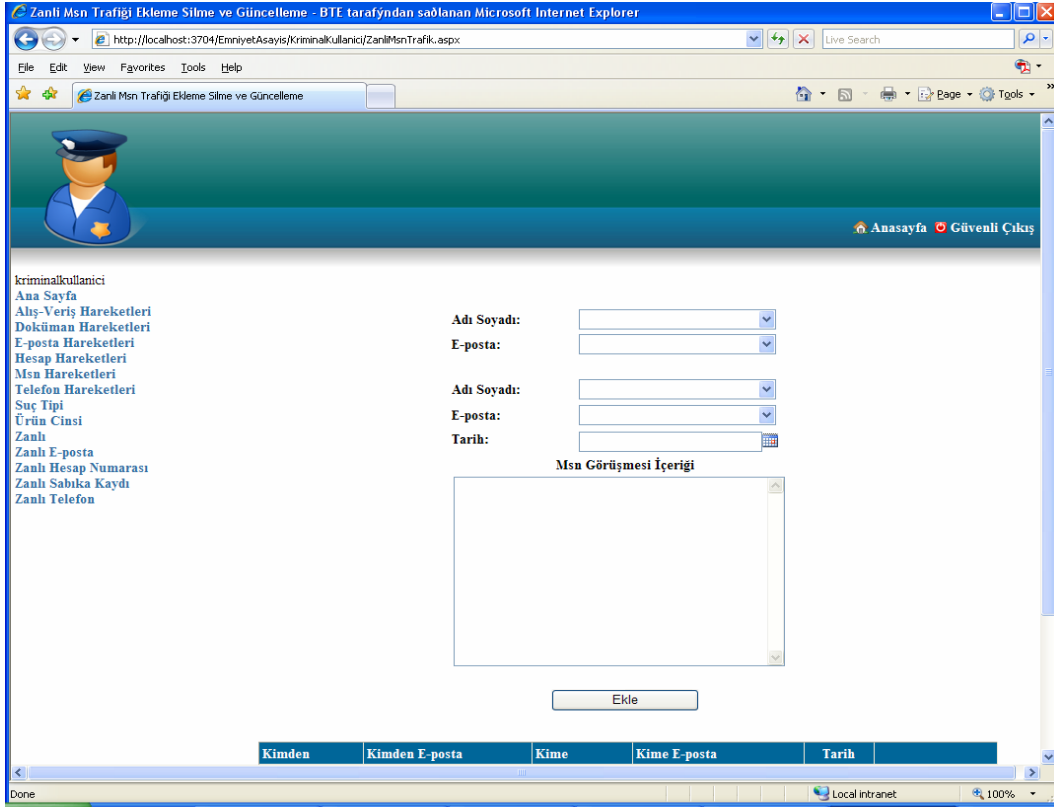 Zanli Msn Trafiği Ekleme Silme ve Güncelleme - BTE tarafýndan saðlanan Microsoft Internet Explorer
http://localhost:3704/EmniyetAsayis/KriminalKullanici/ZanliMsnTrafik.aspx
Live Search
File Edit View Favorites Tools Help
Zanli Msn Trafiği Ekleme Silme ve Güncelleme
Page Tools
Anasayfa Güvenli Çıkış
kriminalkullanici
Ana Sayfa
Alış-Veriş Hareketleri
Doküman Hareketleri
E-posta Hareketleri
Hesap Hareketleri
Msn Hareketleri
Telefon Hareketleri
Suç Tipi
Ürün Cinsi
Zanlı
Zanlı E-posta
Zanlı Hesap Numarası
Zanlı Sabıka Kaydı
Zanlı Telefon
Adı Soyadı:
E-posta:
Adı Soyadı:
E-posta:
Tarih:
Msn Görüşmesi İçeriği
Ekle
Kimden Kimden E-posta Kime Kime E-posta Tarih
Done Local intranet 100%